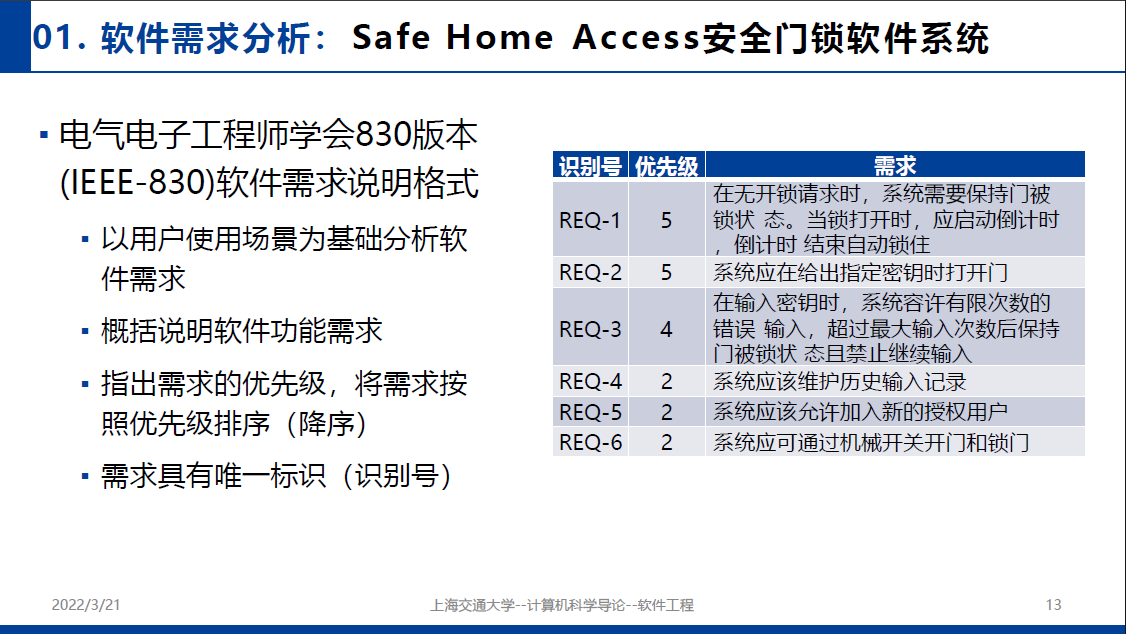 01. 软件需求分析： Safe Home Access安全门锁软件系统
▪ 电气电子工程师学会830版本
(IEEE-830)软件需求说明格式
▪ 以用户使用场景为基础分析软
件需求
▪ 概括说明软件功能需求
▪ 指出需求的优先级，将需求按
照优先级排序（降序）
▪ 需求具有唯一标识（识别号）
识别号 优先级 需求
REQ-1 5 在无开锁请求时，系统需要保持门被
锁状 态。当锁打开时，应启动倒计时
，倒计时 结束自动锁住
REQ-2 5 系统应在给出指定密钥时打开门
REQ-3 4 在输入密钥时，系统容许有限次数的
错误 输入，超过最大输入次数后保持
门被锁状 态且禁止继续输入
REQ-4 2 系统应该维护历史输入记录
REQ-5 2 系统应该允许加入新的授权用户
REQ-6 2 系统应可通过机械开关开门和锁门
2022/3/21 上海交通大学--计算机科学导论--软件工程 13